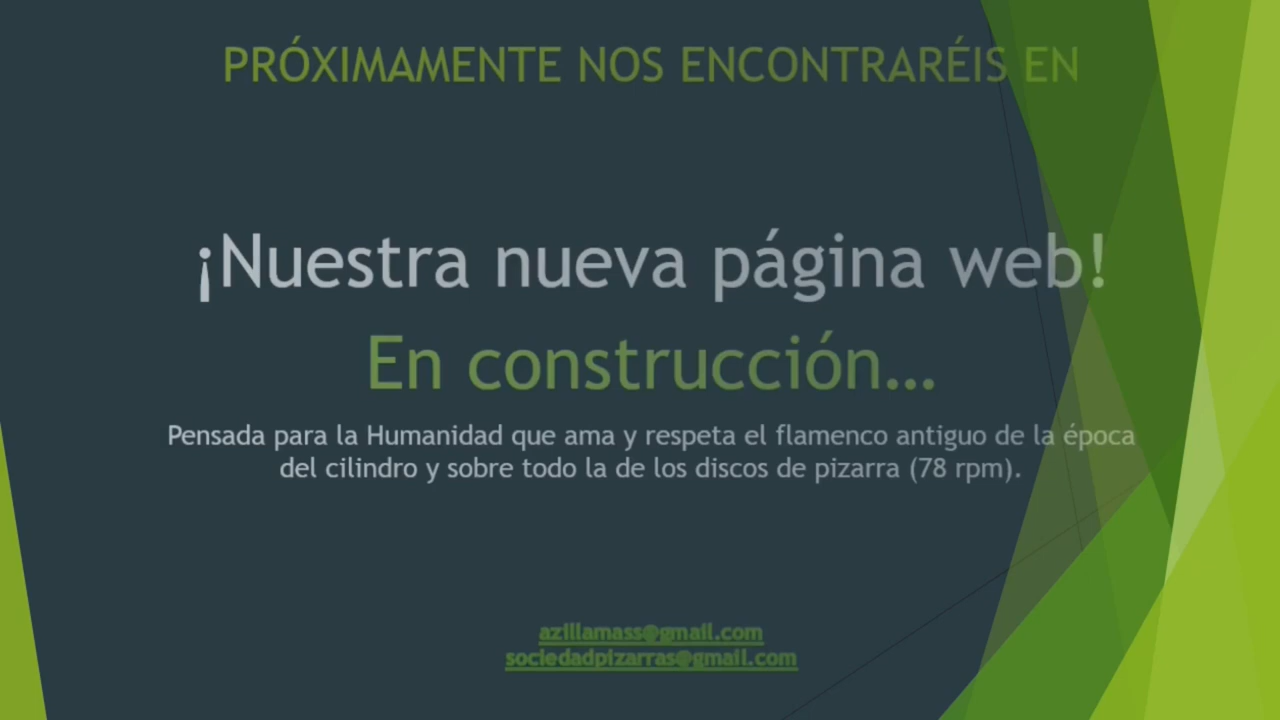 PRÓXIMAMENTE NOS ENCONTRARÉIS EN
¡Nuestra nueva página web!
En construcción…
Pensada para la Humanidad que ama y respeta el flamenco antiguo de la época
del cilindro y sobre todo la de los discos de pizarra (78 rpm).
azillamass@gmail.com
sociedadpizarras@gmail.com